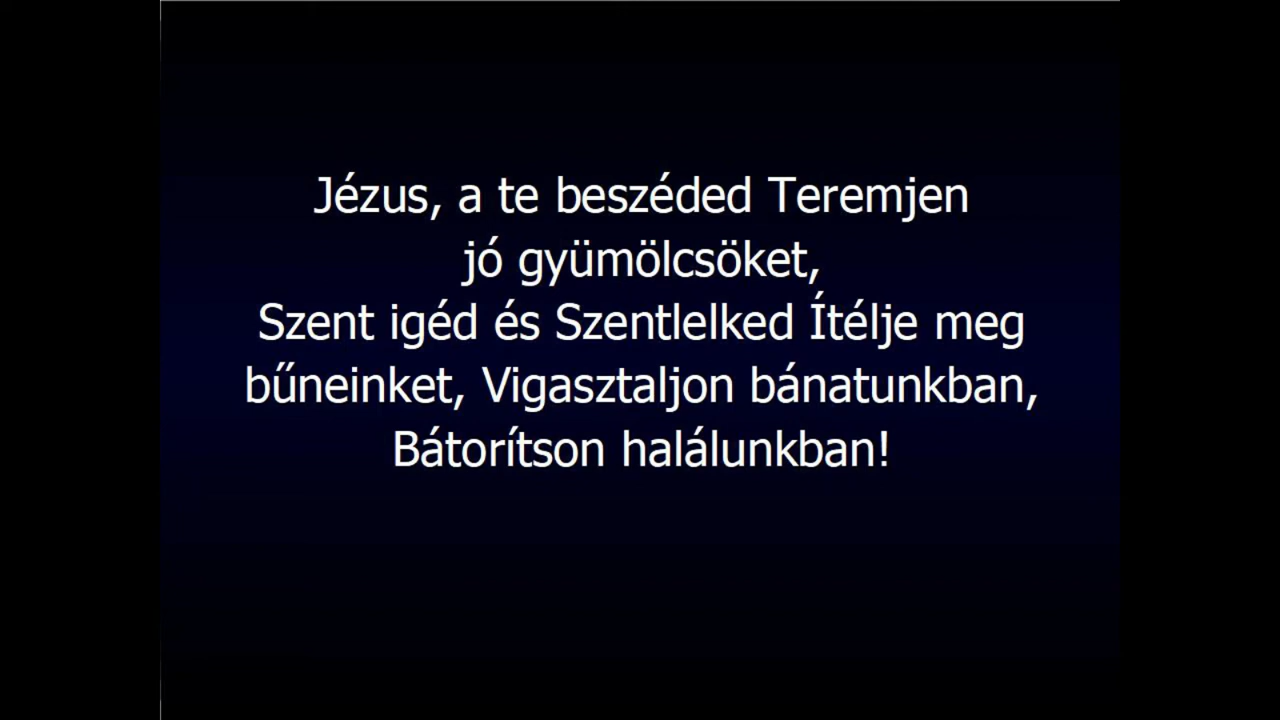 Jézus, a te beszéded Teremjen
jó gyümölcsöket,
Szent igéd és Szentlelked Ítélje meg
bűneinket, Vigasztaljon bánatunkban,
Bátorítson halálunkban!